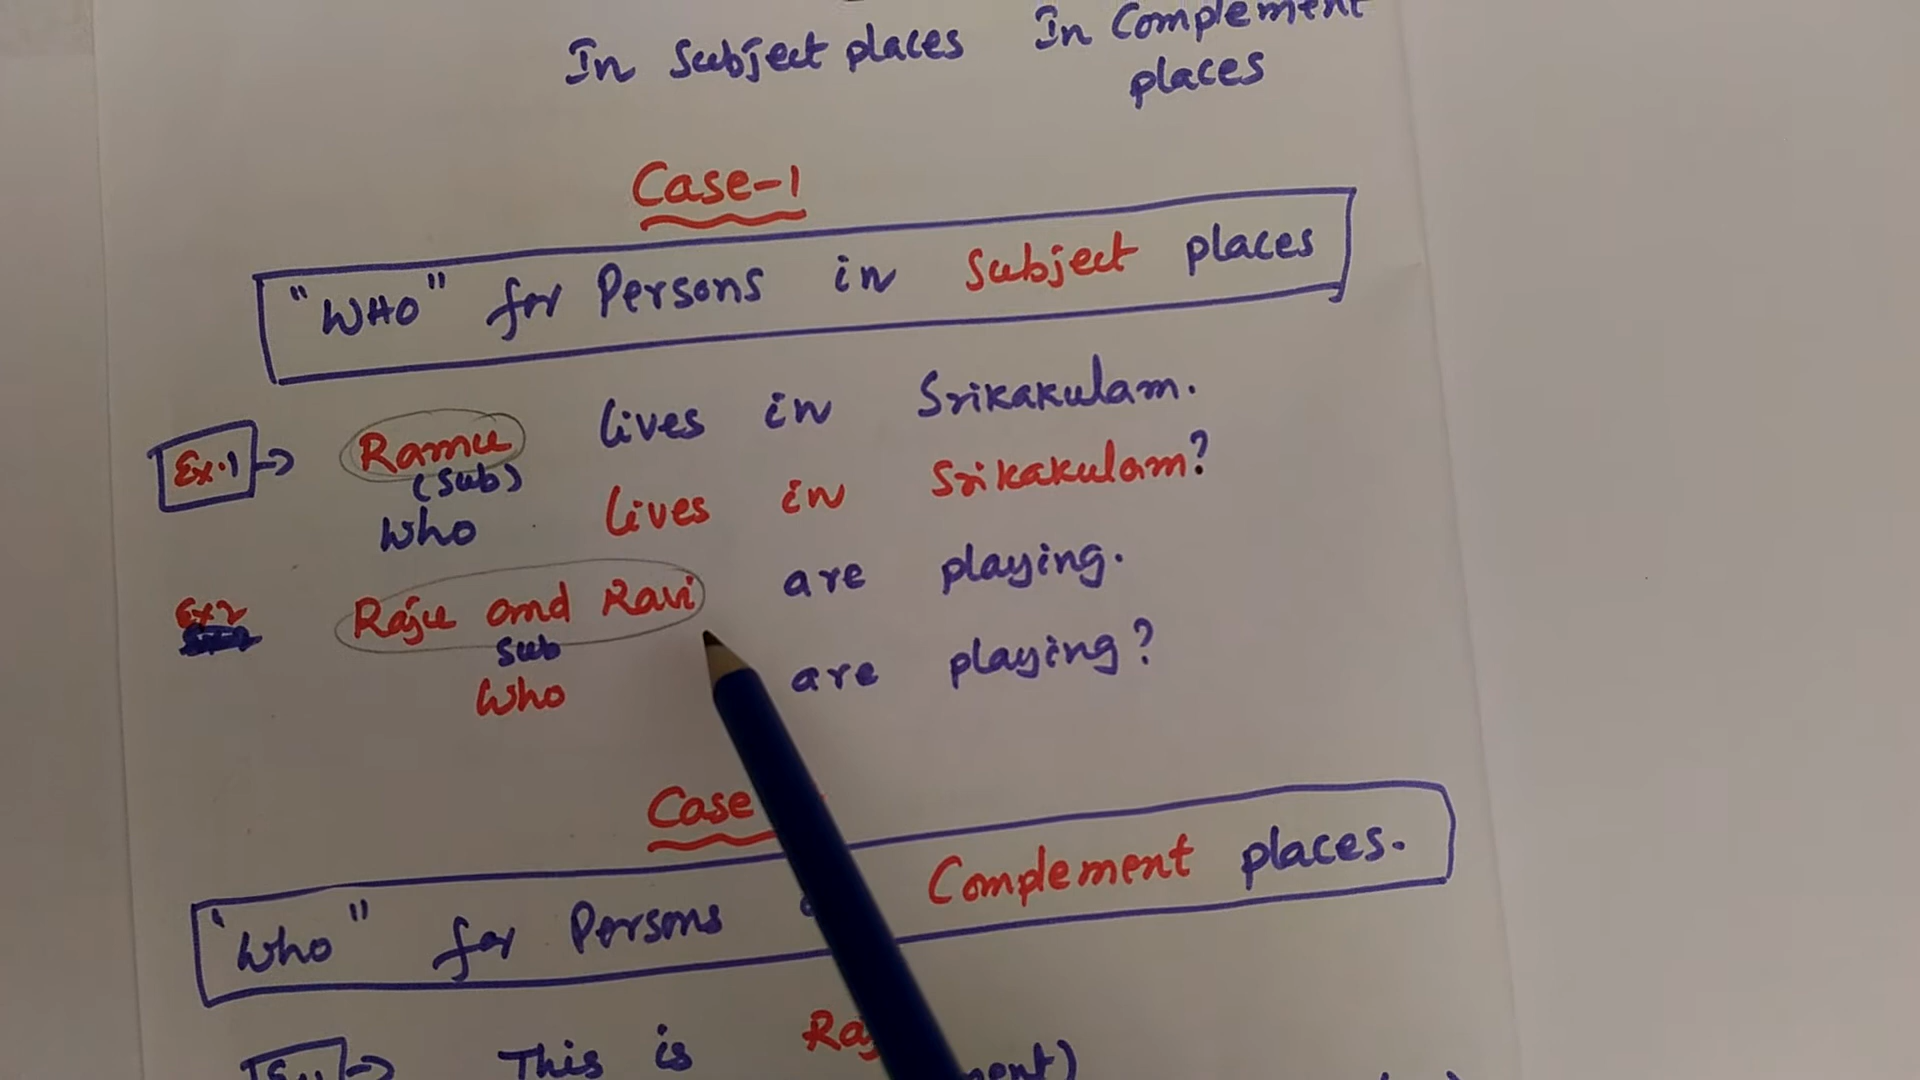 In Subject places In Complement
places
Case-1
"WHO" for Persons in Subject places
Ex.1 → Ramu lives in Srikakulam.
(Sub)
Who lives in Srikakulam?
Ex2 Raju and Ravi are playing.
Sub
Who are playing?
Case
"Who" for Persons Complement places.
This is